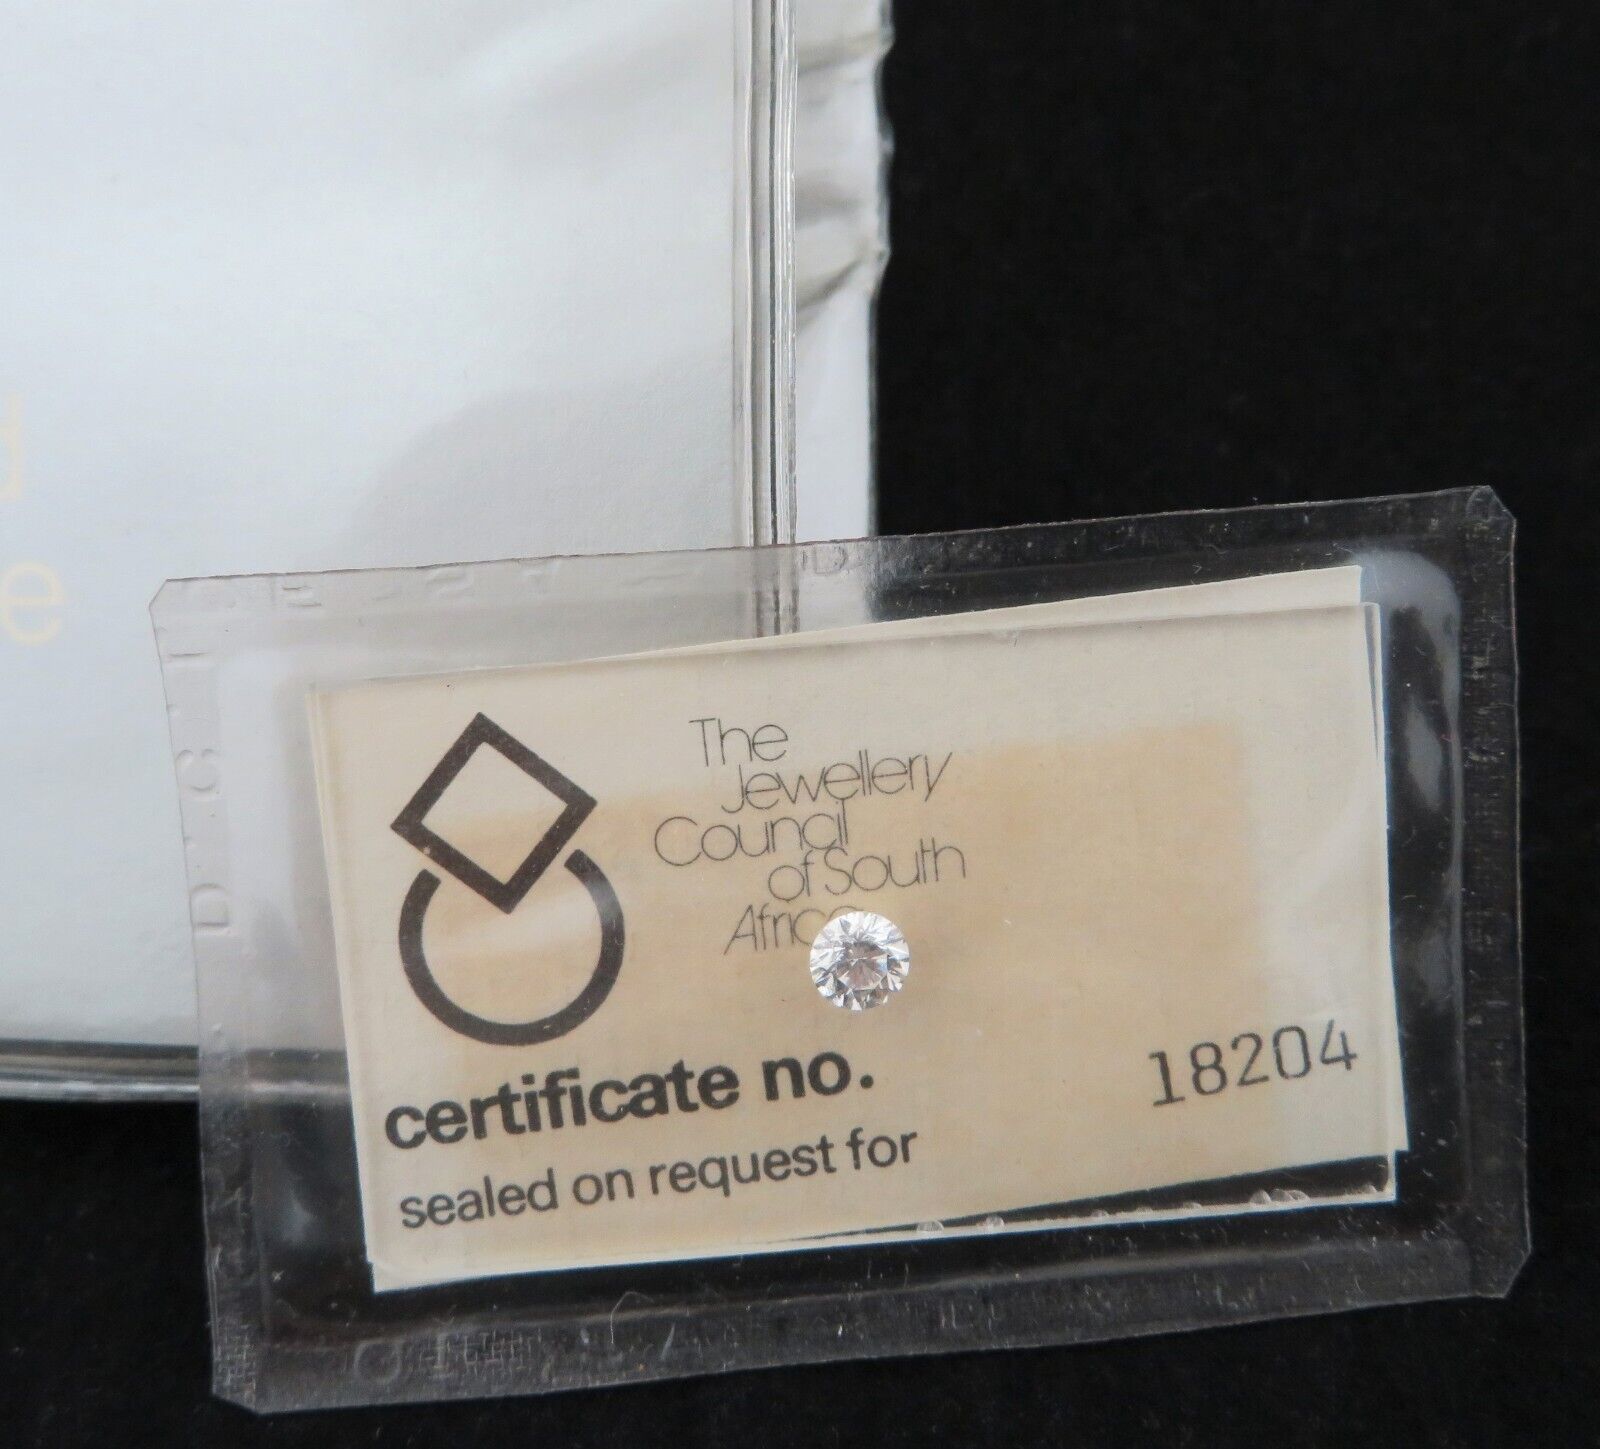 d
e
The
Jewellery
Council
of South
Africa
certificate no. 18204
sealed on request for
D.C.